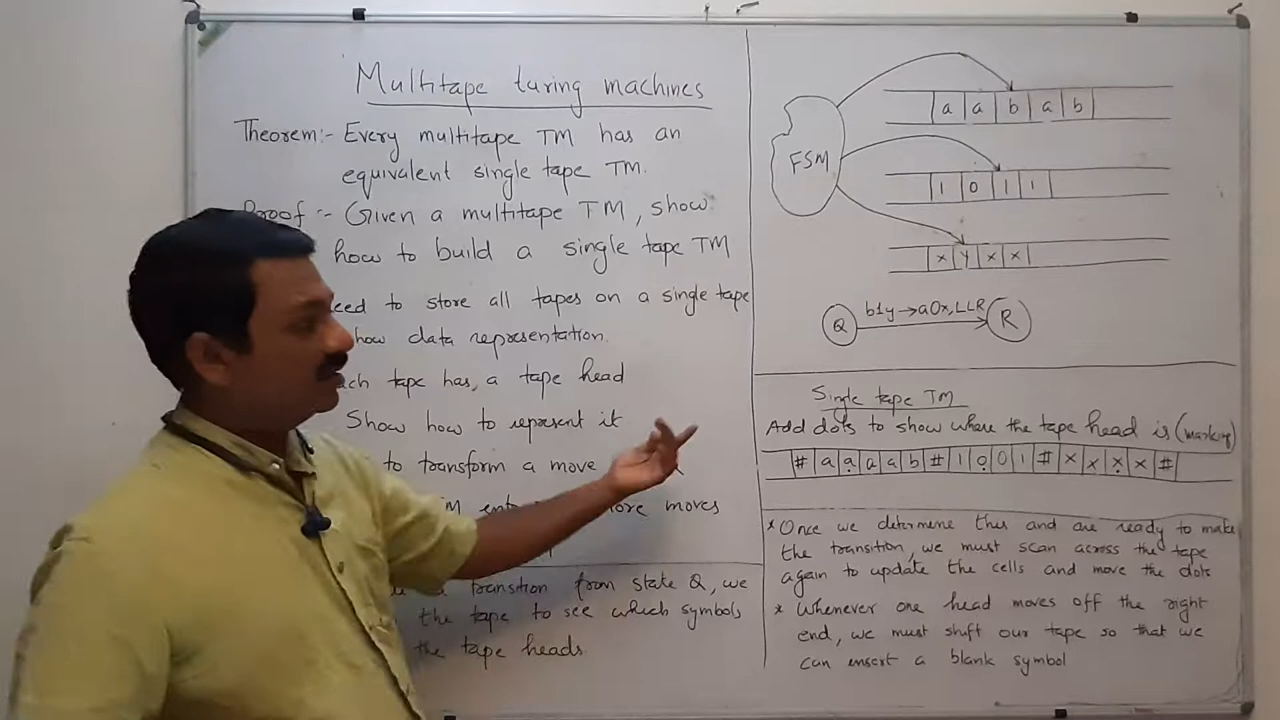 Multitape turing machines
Theorem:- Every multitape TM has an
equivalent single tape TM.
Proof :- Given a multitape TM, show
how to build a single tape TM
need to store all tapes on a single tape
show data representation.
Each tape has, a tape head
Show how to represent it
to transform a move
more moves
a transition from state Q, we
the tape to see which symbols
the tape heads.
FSM
a a b a b
1 0 1 1
x y x x
Q b1y→a0x,LLR R
Single tape TM
Add dots to show where the tape head is (marking)
# a a a a b # 1 0 0 1 # x x x x #
* Once we determine this and are ready to make
the transition, we must scan across the tape
again to update the cells and move the dots
* Whenever one head moves off the right
end, we must shift our tape so that we
can insert a blank symbol